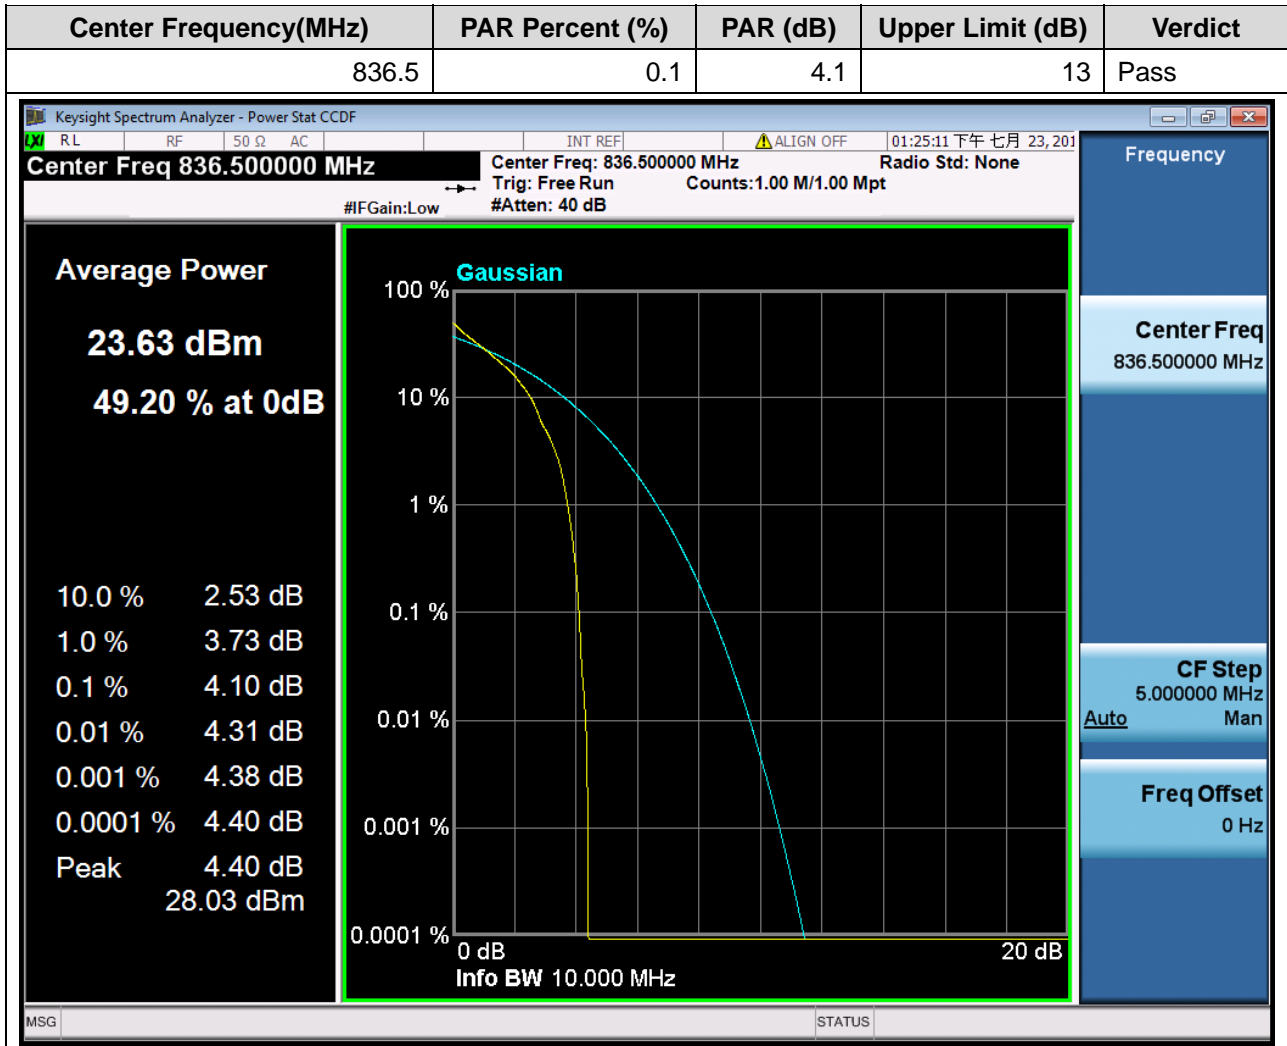 Center Frequency(MHz) PAR Percent (%) PAR (dB) Upper Limit (dB) Verdict
836.5 0.1 4.1 13 Pass
Keysight Spectrum Analyzer - Power Stat CCDF
LXI RL RF 50 Ω AC INT REF ALIGN OFF 01:25:11 下午 七月 23, 201
Center Freq 836.500000 MHz
Center Freq: 836.500000 MHz Radio Std: None
Trig: Free Run Counts:1.00 M/1.00 Mpt
#IFGain:Low #Atten: 40 dB
Frequency
Average Power
23.63 dBm
49.20 % at 0dB
10.0 % 2.53 dB
1.0 % 3.73 dB
0.1 % 4.10 dB
0.01 % 4.31 dB
0.001 % 4.38 dB
0.0001 % 4.40 dB
Peak 4.40 dB
28.03 dBm
Gaussian
100 %
10 %
1 %
0.1 %
0.01 %
0.001 %
0.0001 %
0 dB 20 dB
Info BW 10.000 MHz
Center Freq
836.500000 MHz
CF Step
5.000000 MHz
Auto Man
Freq Offset
0 Hz
MSG STATUS